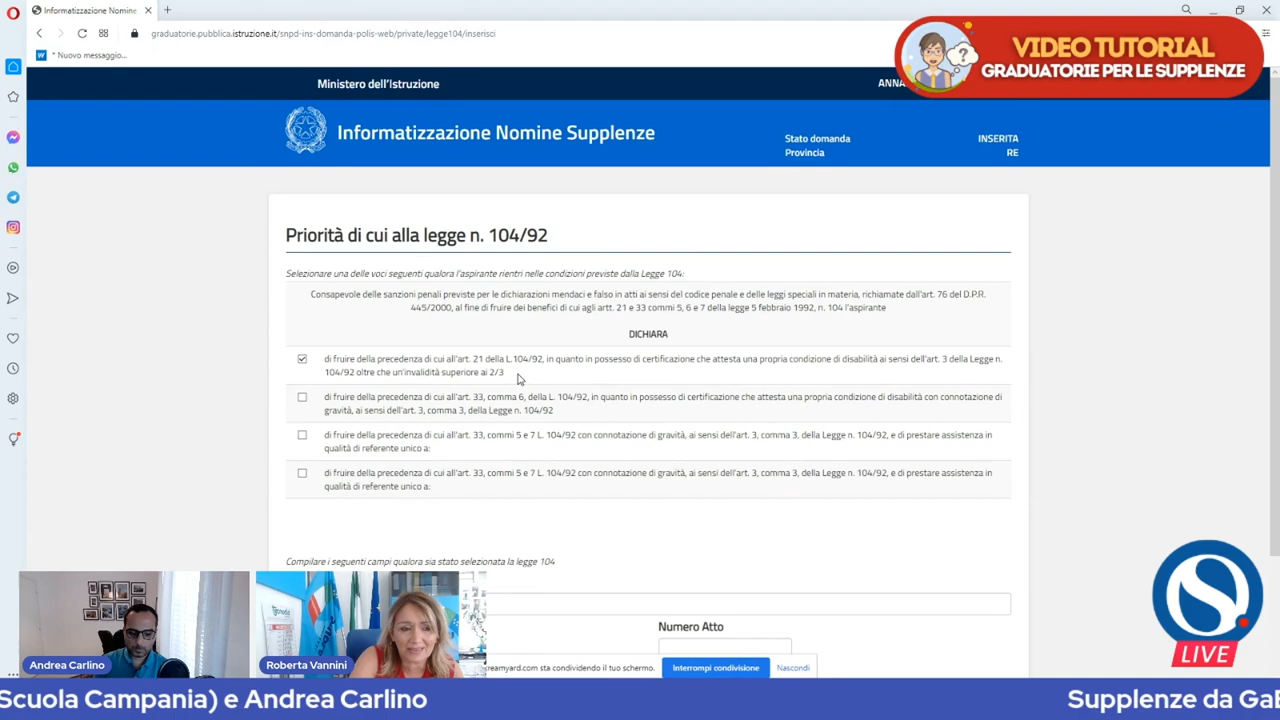 Informatizzazione Nomine
graduatorie.pubblica.istruzione.it/snpd-ins-domanda-polis-web/private/legge104/inserisci
* Nuovo messaggio...
VIDEO TUTORIAL
GRADUATORIE PER LE SUPPLENZE
Ministero dell'Istruzione
ANNA
Informatizzazione Nomine Supplenze
Stato domanda
INSERITA
Provincia
RE
Priorità di cui alla legge n. 104/92
Selezionare una delle voci seguenti qualora l'aspirante rientri nelle condizioni previste dalla Legge 104:
Consapevole delle sanzioni penali previste per le dichiarazioni mendaci e falso in atti ai sensi del codice penale e delle leggi speciali in materia, richiamate dall'art. 76 del D.P.R.
445/2000, al fine di fruire dei benefici di cui agli artt. 21 e 33 commi 5, 6 e 7 della legge 5 febbraio 1992, n. 104 l'aspirante
DICHIARA
di fruire della precedenza di cui all'art. 21 della L.104/92, in quanto in possesso di certificazione che attesta una propria condizione di disabilità ai sensi dell'art. 3 della Legge n.
104/92 oltre che un'invalidità superiore ai 2/3
di fruire della precedenza di cui all'art. 33, comma 6, della L. 104/92, in quanto in possesso di certificazione che attesta una propria condizione di disabilità con connotazione di
gravità, ai sensi dell'art. 3, comma 3, della Legge n. 104/92
di fruire della precedenza di cui all'art. 33, commi 5 e 7 L. 104/92 con connotazione di gravità, ai sensi dell'art. 3, comma 3, della Legge n. 104/92, e di prestare assistenza in
qualità di referente unico a:
di fruire della precedenza di cui all'art. 33, commi 5 e 7 L. 104/92 con connotazione di gravità, ai sensi dell'art. 3, comma 3, della Legge n. 104/92, e di prestare assistenza in
qualità di referente unico a:
Compilare i seguenti campi qualora sia stato selezionata la legge 104
Numero Atto
reamyard.com sta condividendo il tuo schermo.
Interrompi condivisione
Nascondi
Andrea Carlino
Roberta Vannini
LIVE
Scuola Campania) e Andrea Carlino
Supplenze da GaE